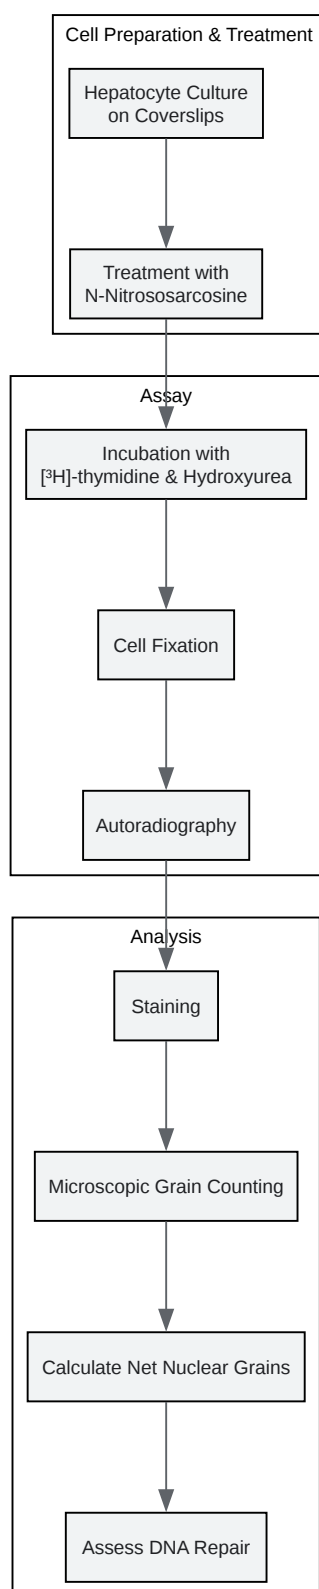 Cell Preparation & Treatment
Hepatocyte Culture
on Coverslips
Treatment with
N-Nitrososarcosine
Assay
Incubation with
[³H]-thymidine & Hydroxyurea
Cell Fixation
Autoradiography
Analysis
Staining
Microscopic Grain Counting
Calculate Net Nuclear Grains
Assess DNA Repair